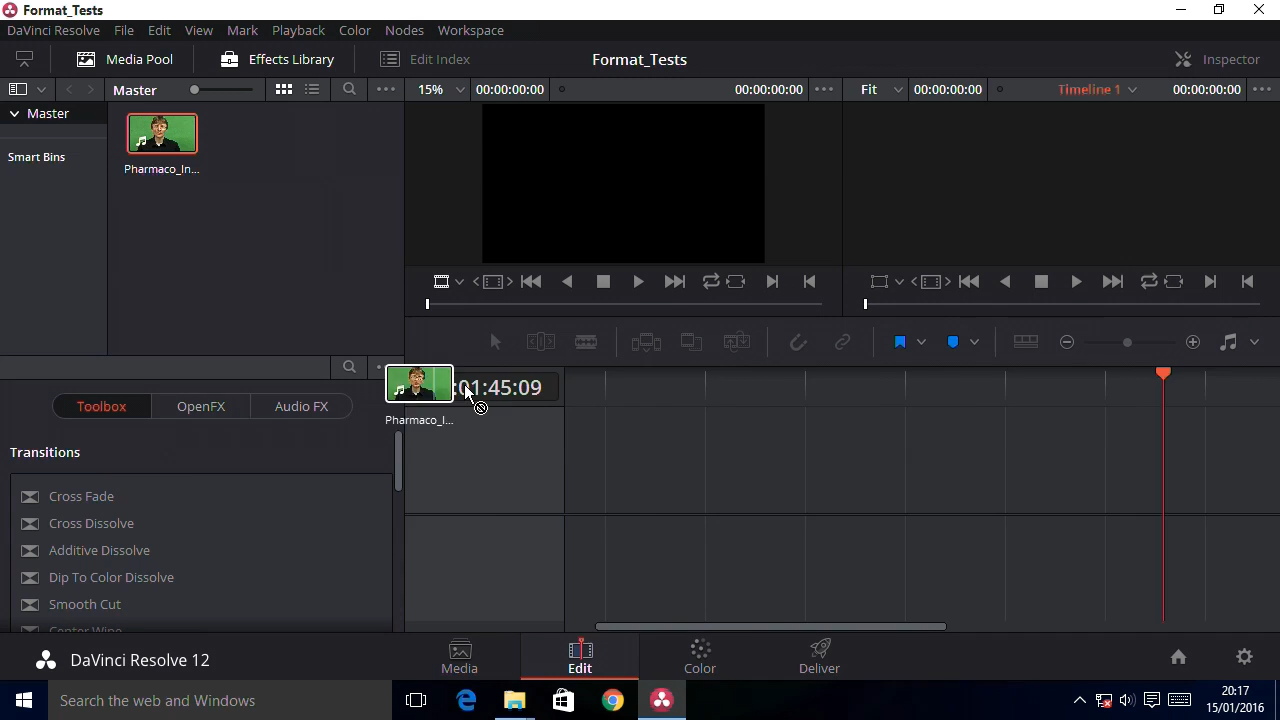 Format_Tests
DaVinci Resolve File Edit View Mark Playback Color Nodes Workspace
Media Pool Effects Library Edit Index Format_Tests Inspector
Master 15% 00:00:00:00 00:00:00:00 Fit 00:00:00:00 Timeline 1 00:00:00:00
Master
Smart Bins
Pharmaco_In...
:01:45:09
Pharmaco_I...
Toolbox OpenFX Audio FX
Transitions
Cross Fade
Cross Dissolve
Additive Dissolve
Dip To Color Dissolve
Smooth Cut
Center Wipe
DaVinci Resolve 12 Media Edit Color Deliver
Search the web and Windows
20:17
15/01/2016